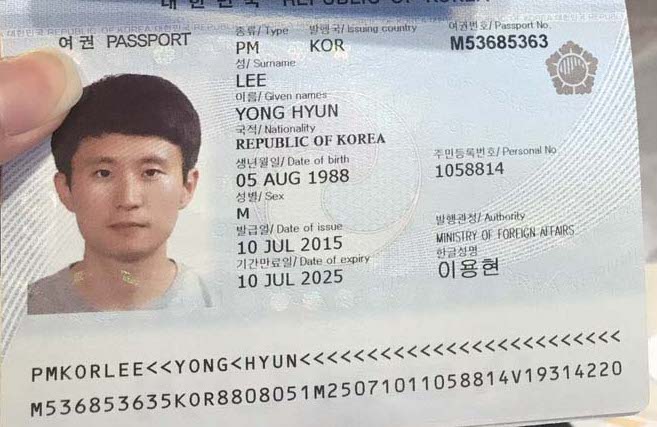 대한민국 REPUBLIC OF KOREA
여권 PASSPORT
종류/ Type 발행국/ Issuing country 여권번호/ Passport No.
PM KOR M53685363
성/ Surname
LEE
이름/ Given names
YONG HYUN
국적/ Nationality
REPUBLIC OF KOREA
생년월일/ Date of birth 주민등록번호/ Personal No
05 AUG 1988 1058814
성별/ Sex
M 발행관청/ Authority
발급일/ Date of issue MINISTRY OF FOREIGN AFFAIRS
10 JUL 2015 한글성명
기간만료일/ Date of expiry 이용현
10 JUL 2025
PMKORLEE<<YONG<HYUN<<<<<<<<<<<<<<<<<<<<<<<<<
M536853635KOR8808051M25071011058814V19314220